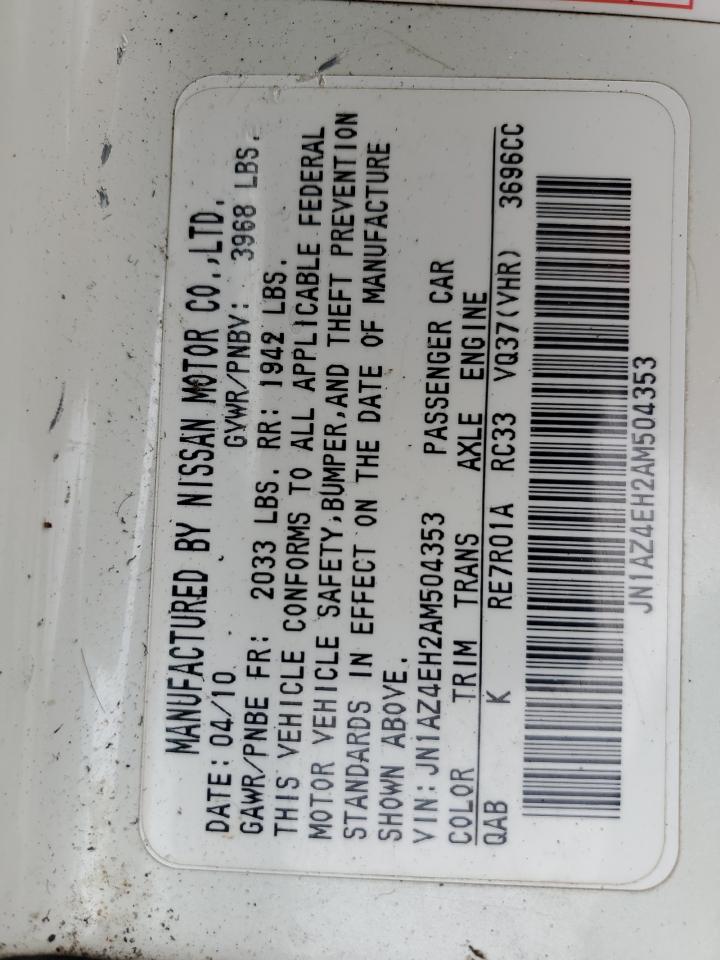 MANUFACTURED BY NISSAN MOTOR CO.,LTD.
DATE: 04/10 GVWR/PNBV: 3968 LBS.
GAWR/PNBE FR: 2033 LBS. RR: 1942 LBS.
THIS VEHICLE CONFORMS TO ALL APPLICABLE FEDERAL
MOTOR VEHICLE SAFETY,BUMPER,AND THEFT PREVENTION
STANDARDS IN EFFECT ON THE DATE OF MANUFACTURE
SHOWN ABOVE.
VIN: JN1AZ4EH2AM504353 PASSENGER CAR
COLOR TRIM TRANS AXLE ENGINE
QAB K RE7R01A RC33 VQ37(VHR) 3696CC
JN1AZ4EH2AM504353